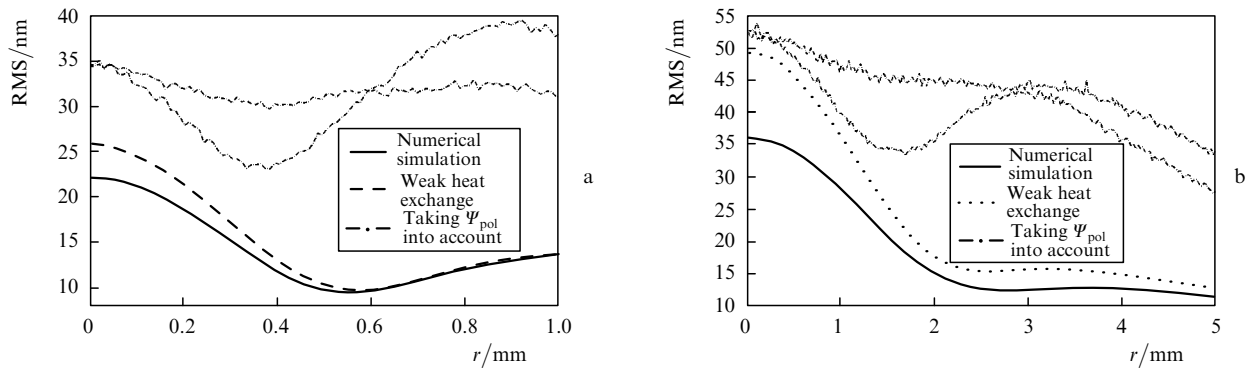 RMS/nm
40
35
30
25
20
15
10
0
0.2
0.4
0.6
0.8
1.0
r/mm
Numerical
simulation
Weak heat
exchange
Taking Ψpol
into account
a
RMS/nm
55
50
45
40
35
30
25
20
15
10
0
1
2
3
4
5
r/mm
Numerical
simulation
Weak heat
exchange
Taking Ψpol
into account
b